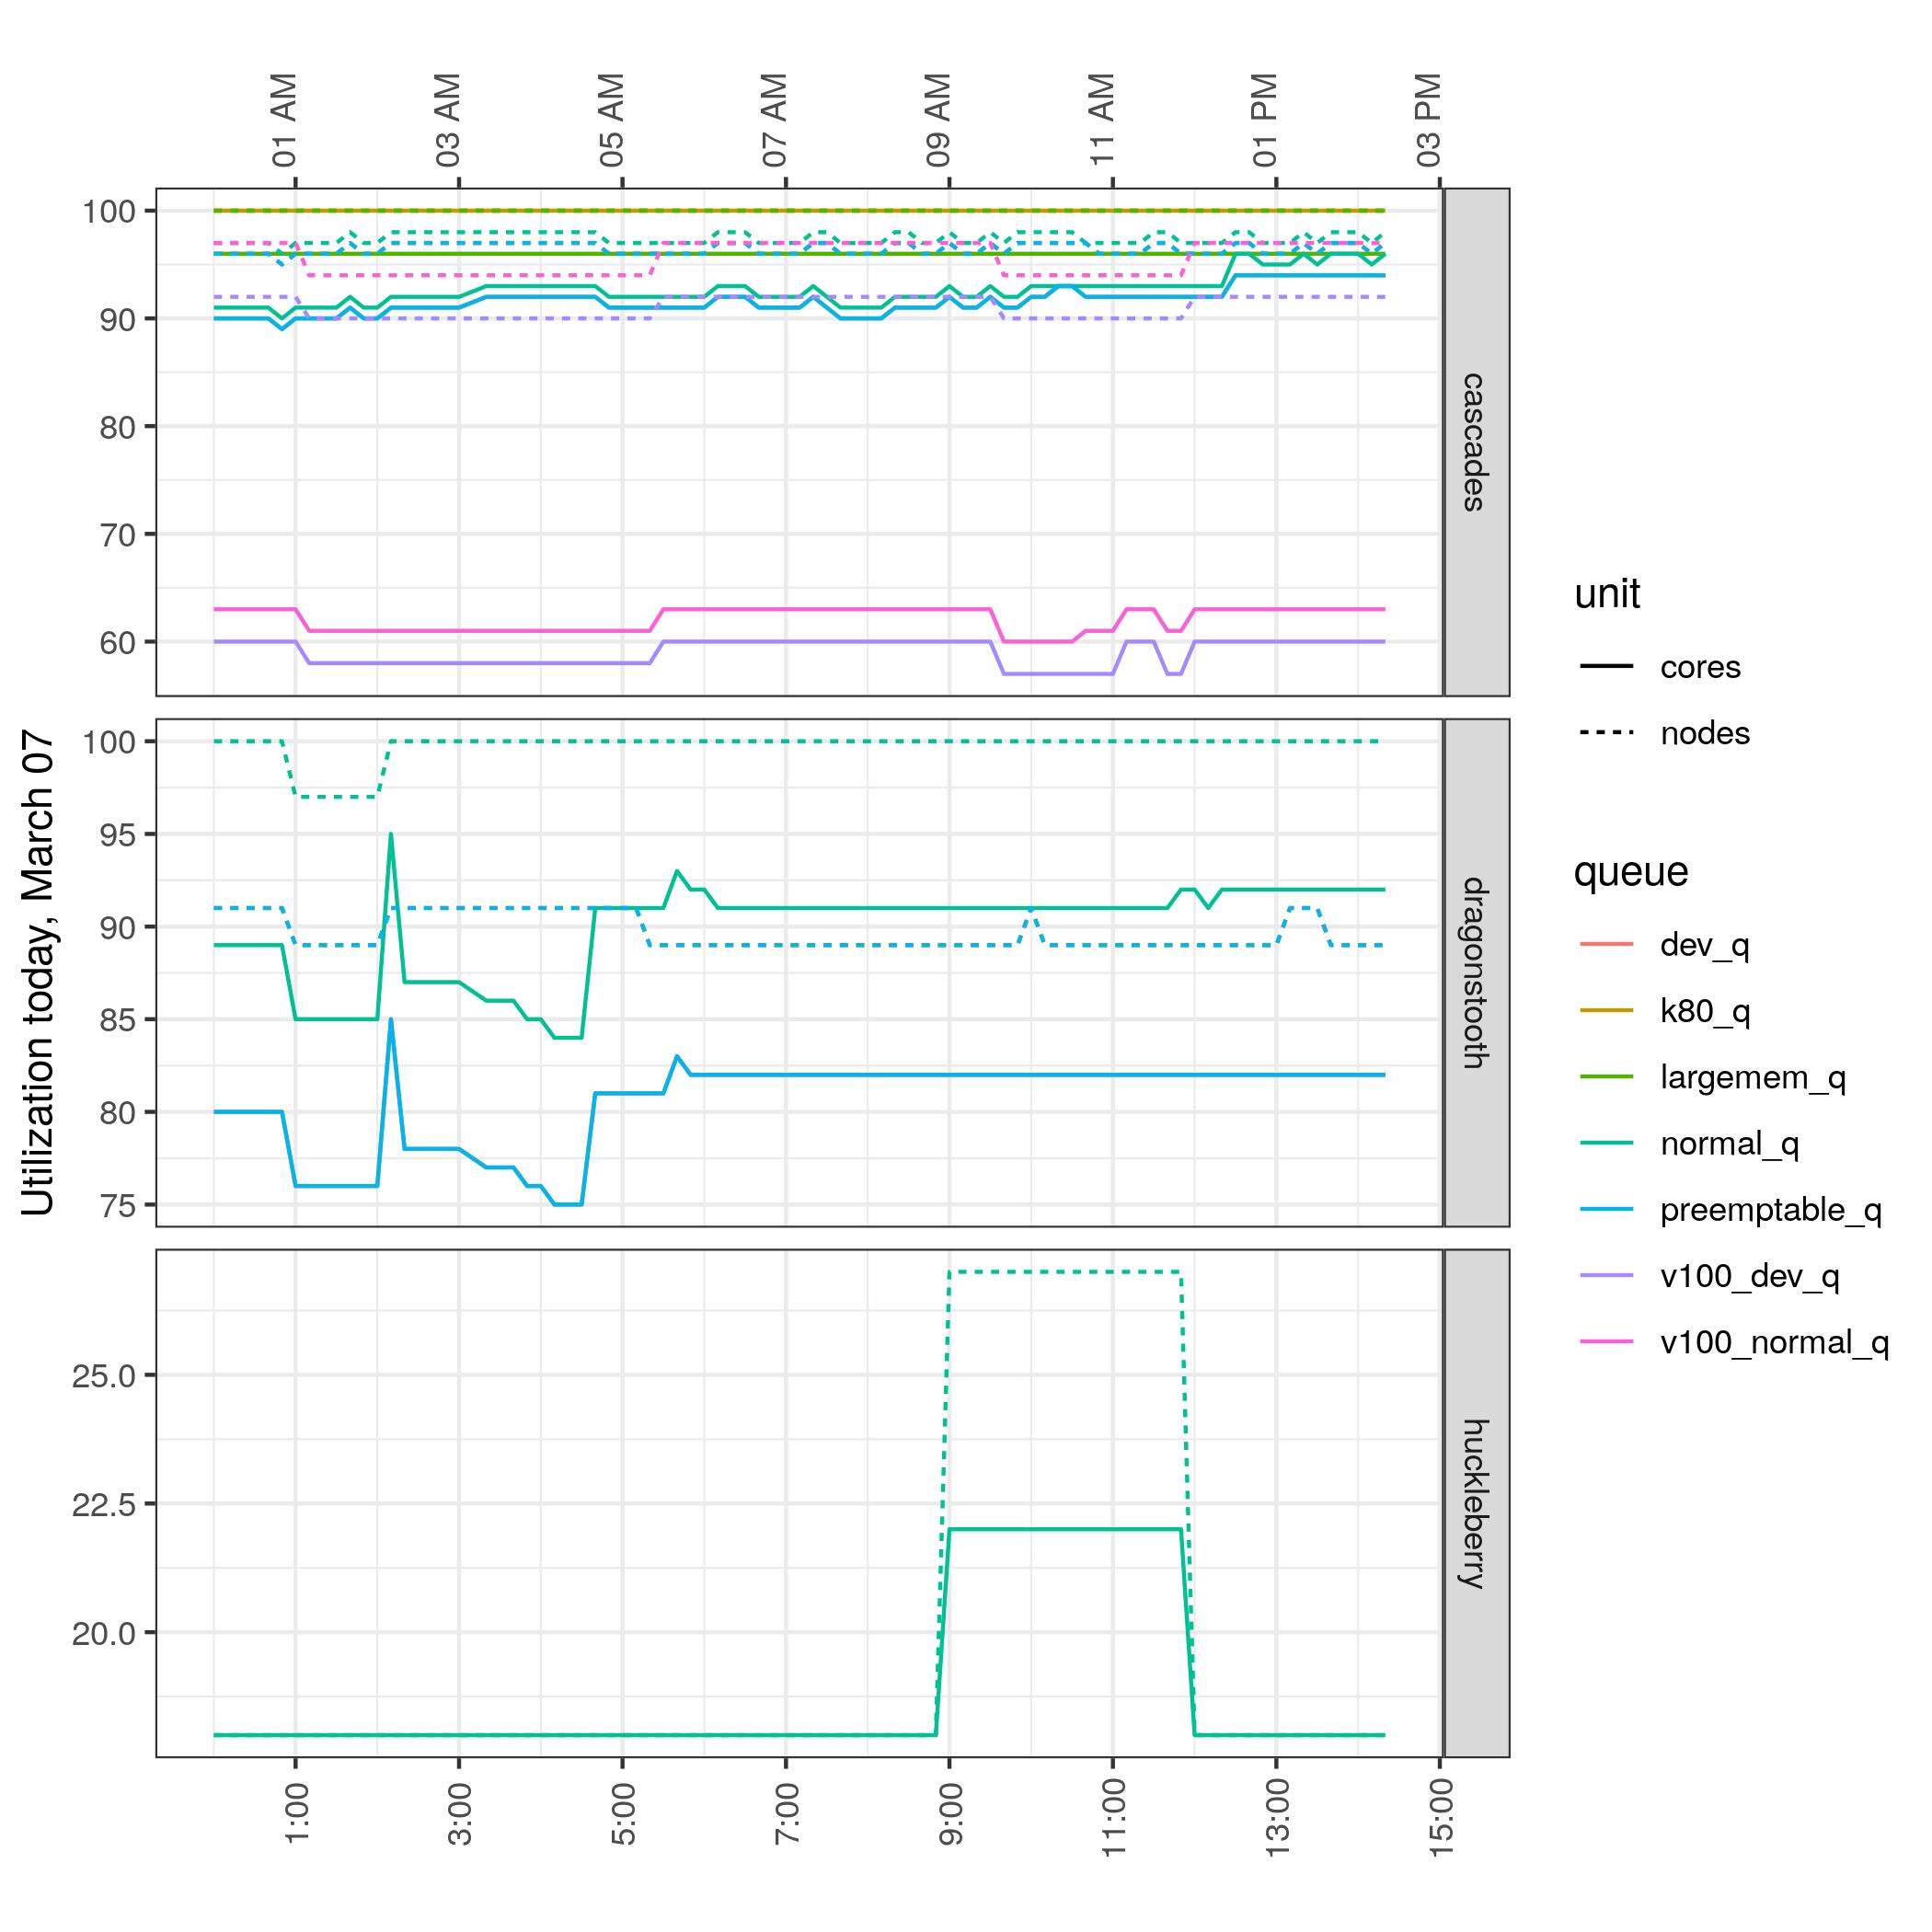 01 AM
03 AM
05 AM
07 AM
09 AM
11 AM
01 PM
03 PM
Utilization today, March 07
100
90
80
70
60
cascades
100
95
90
85
80
75
dragonstooth
25.0
22.5
20.0
huckleberry
1:00
3:00
5:00
7:00
9:00
11:00
13:00
15:00
unit
cores
nodes
queue
dev_q
k80_q
largemem_q
normal_q
preemptable_q
v100_dev_q
v100_normal_q